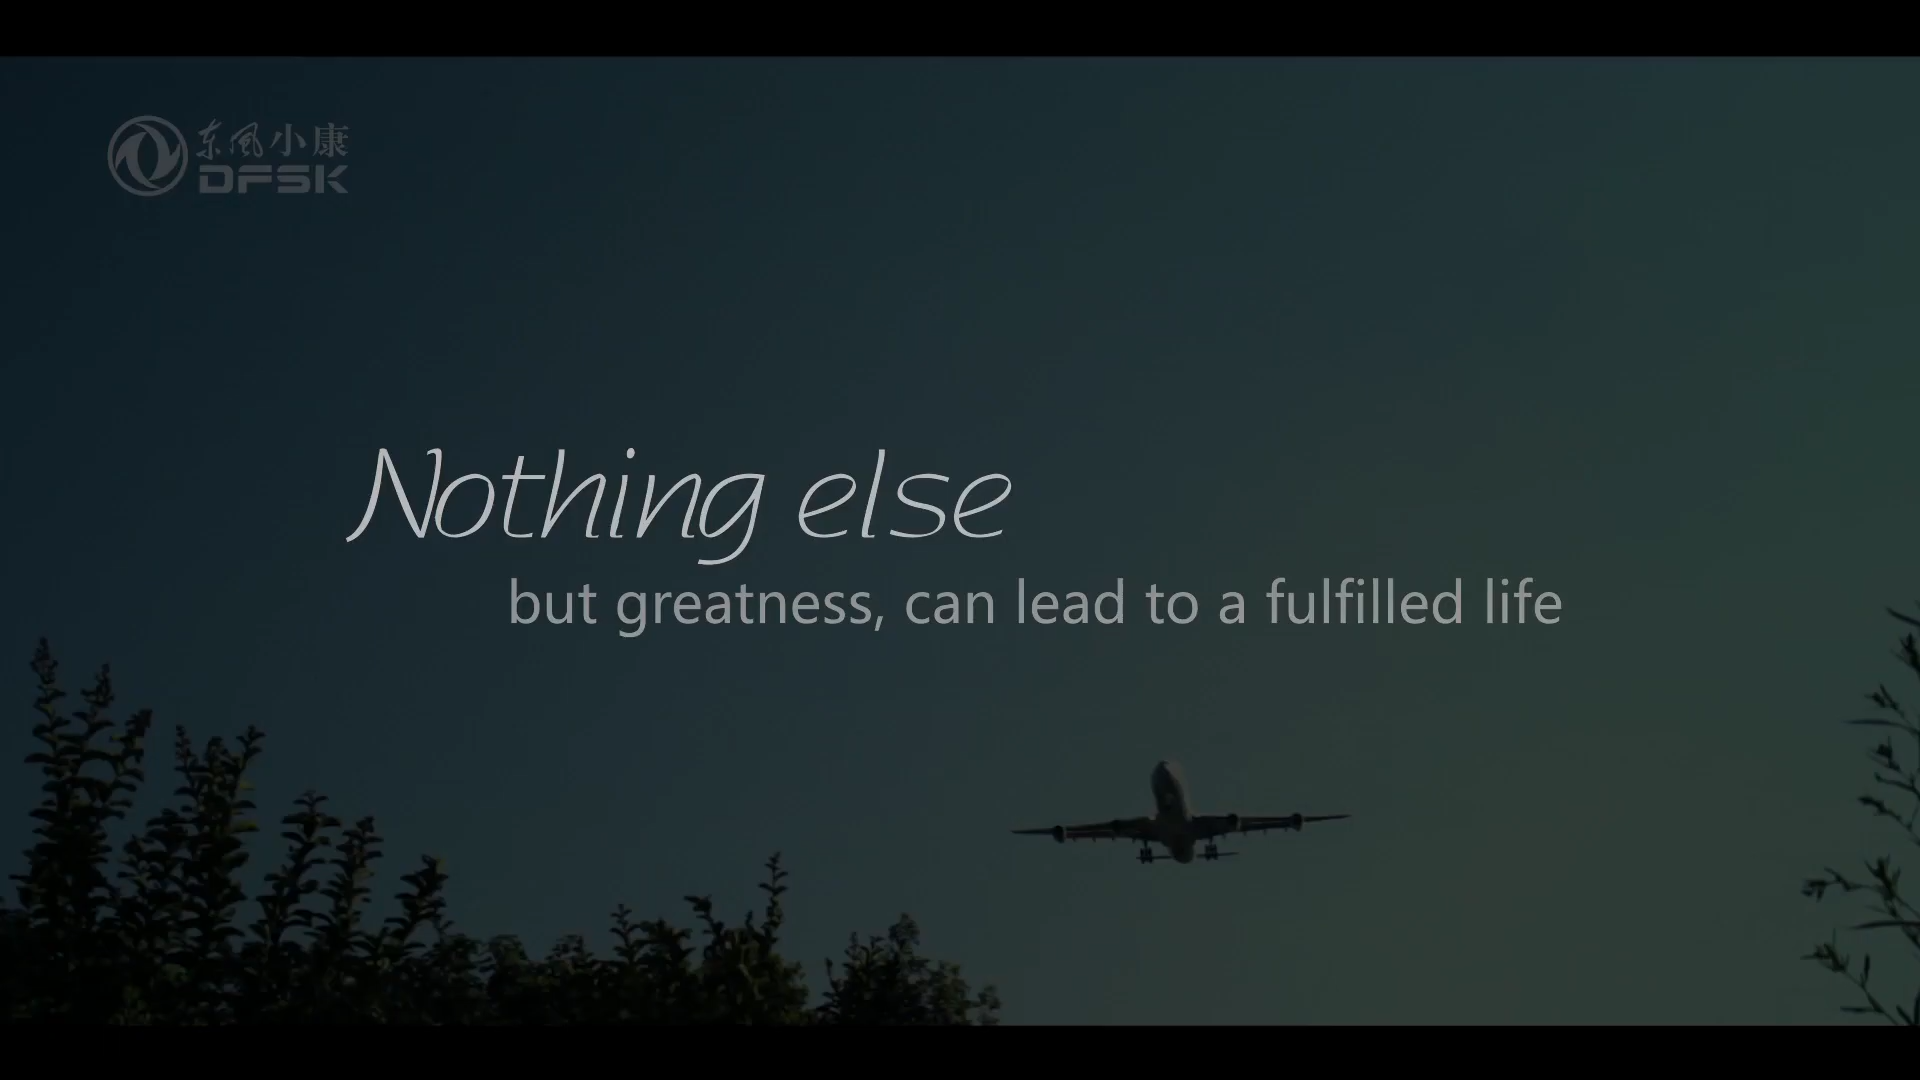 东风小康
DFSK
Nothing else
but greatness, can lead to a fulfilled life